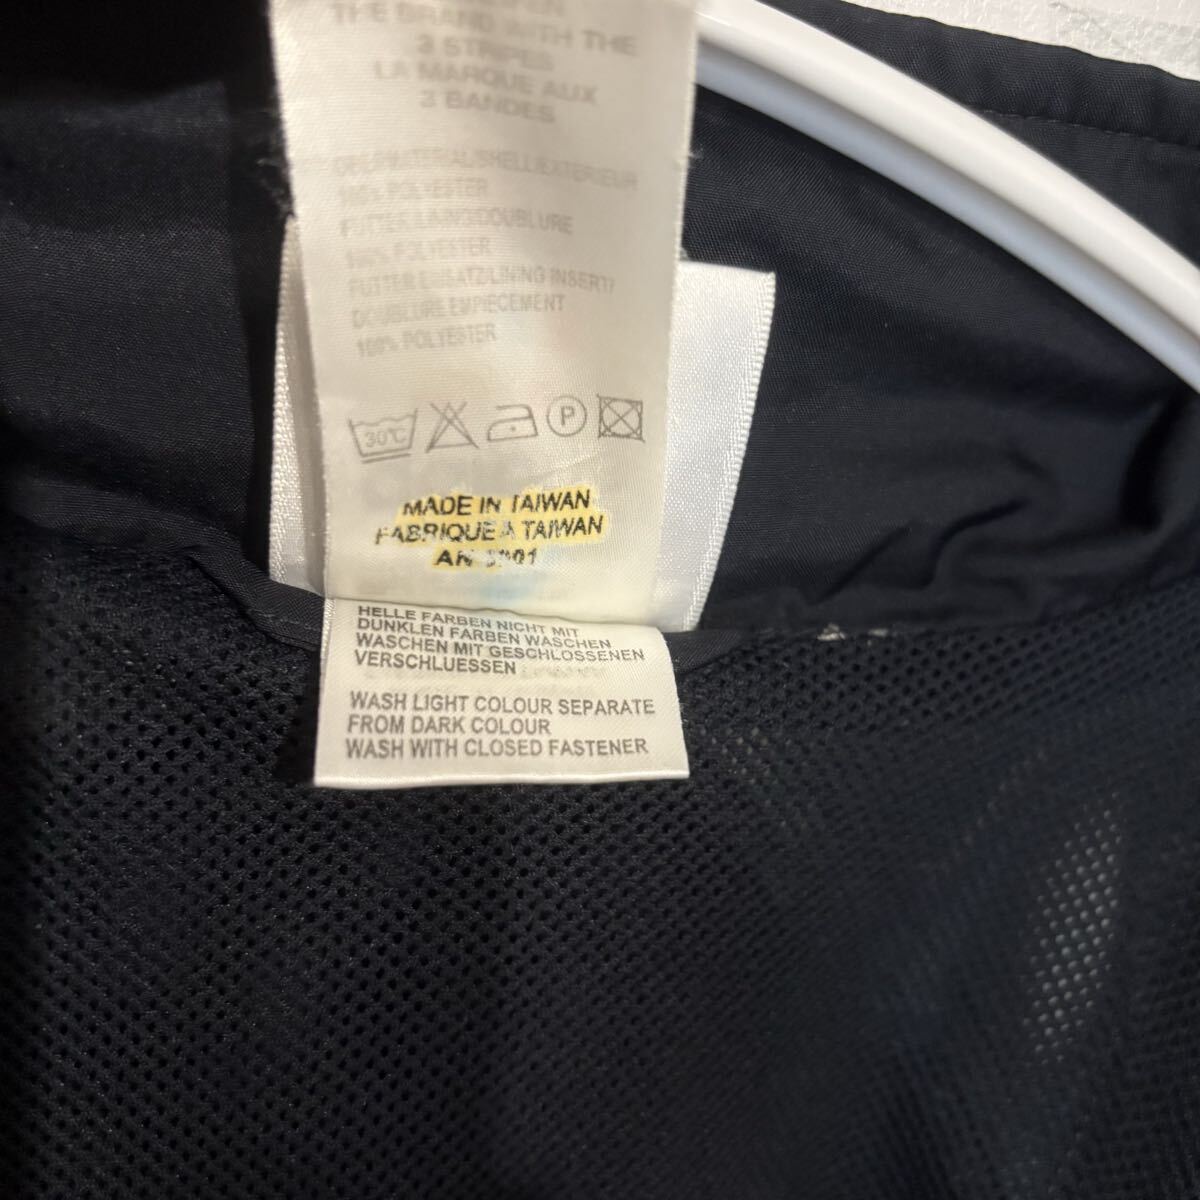 THE BRAND WITH THE
3 STRIPES
LA MARQUE AUX
3 BANDES
OBERMATERIAL/SHELL/EXTERIEUR
100% POLYESTER
FUTTER/LINING/DOUBLURE
100% POLYESTER
FUTTER EINSATZ/LINING INSERT/
DOUBLURE EMPIECEMENT
100% POLYESTER
30°C
P
MADE IN TAIWAN
FABRIQUE A TAIWAN
HELLE FARBEN NICHT MIT
DUNKLEN FARBEN WASCHEN
WASCHEN MIT GESCHLOSSENEN
VERSCHLUESSEN
WASH LIGHT COLOUR SEPARATE
FROM DARK COLOUR
WASH WITH CLOSED FASTENER